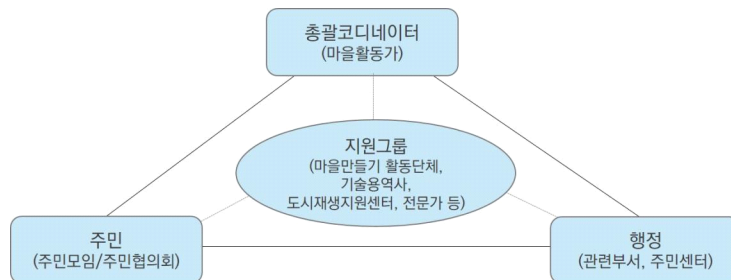 총괄코디네이터
(마을활동가)
지원그룹
(마을만들기 활동단체,
기술용역사,
도시재생지원센터, 전문가 등)
주민
(주민모임/주민협의회)
행정
(관련부서, 주민센터)